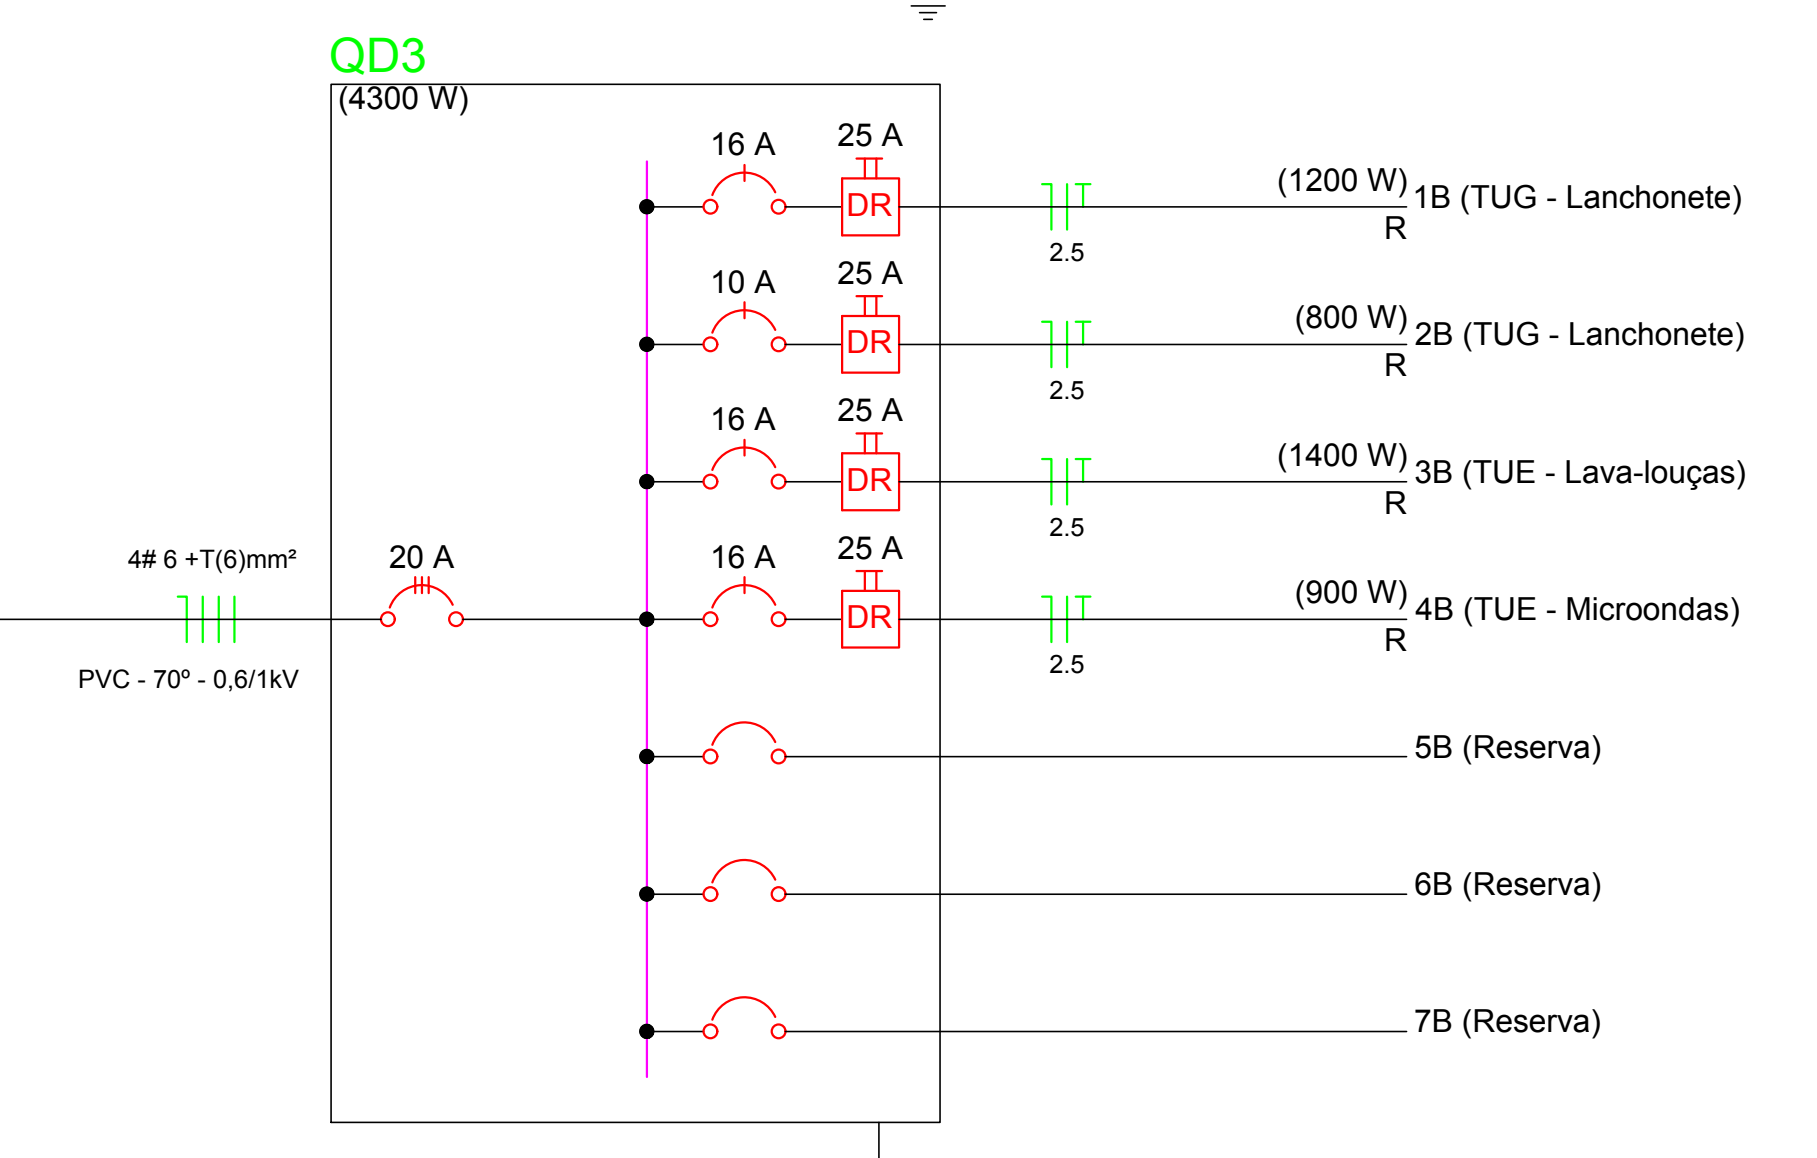 QD3
(4300 W)
16 A
25 A
DR
2.5
(1200 W)
R
1B (TUG - Lanchonete)
10 A
25 A
DR
2.5
(800 W)
R
2B (TUG - Lanchonete)
16 A
25 A
DR
2.5
(1400 W)
R
3B (TUE - Lava-louças)
4# 6 +T(6)mm²
PVC - 70º - 0,6/1kV
20 A
16 A
25 A
DR
2.5
(900 W)
R
4B (TUE - Microondas)
5B (Reserva)
6B (Reserva)
7B (Reserva)